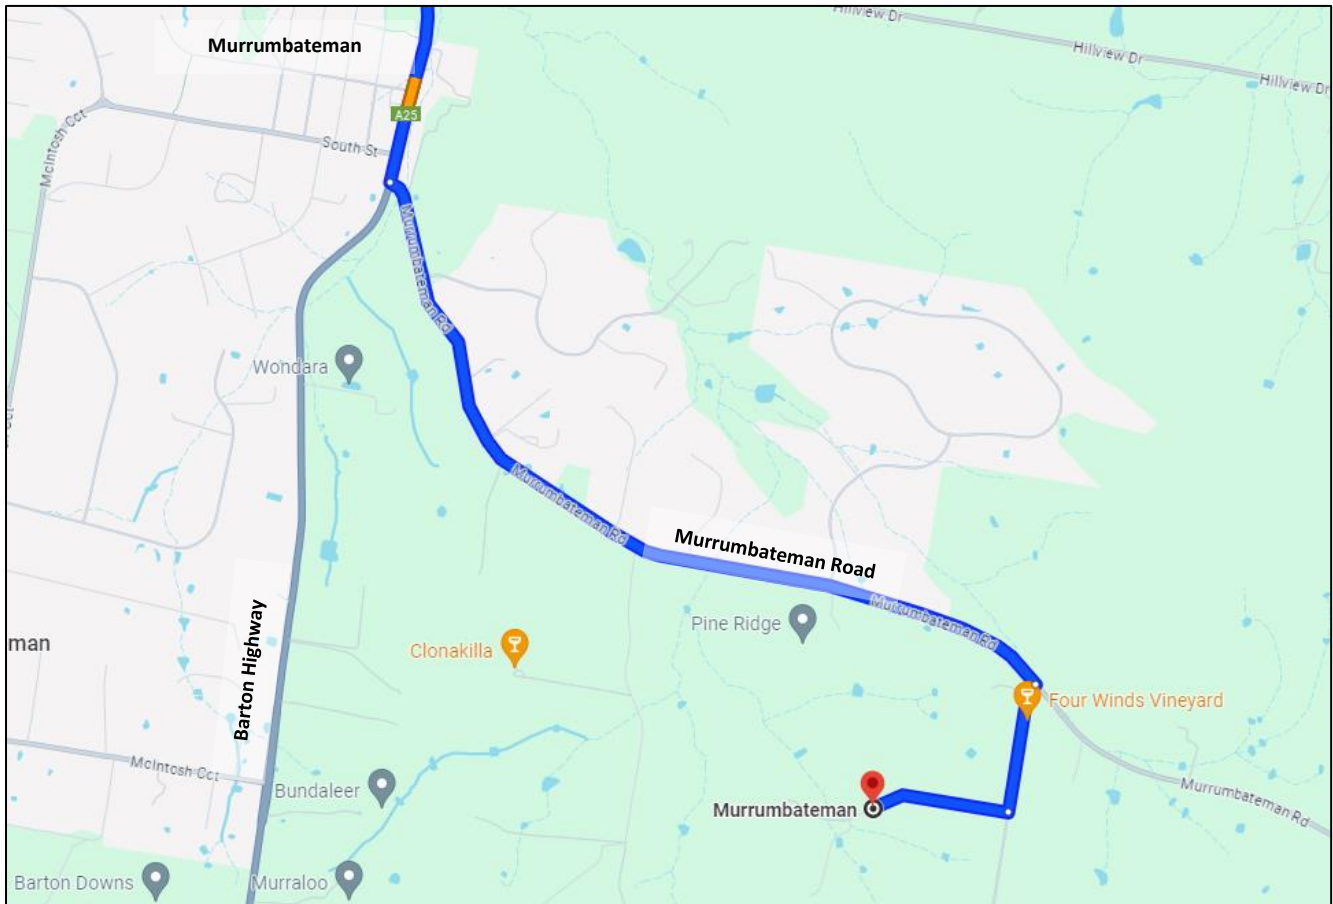 Hillview Dr
Murrumbateman
Hillview Dr
Hillview Dr
A25
McIntosh Cct
South St
Murrumbateman Rd
Wondara
Murrumbateman Rd
Murrumbateman Road
Murrumbateman Rd
Pine Ridge
man
Clonakilla
Barton Highway
Four Winds Vineyard
McIntosh Cct
Bundaleer
Murrumbateman
Murrumbateman Rd
Barton Downs
Murraloo